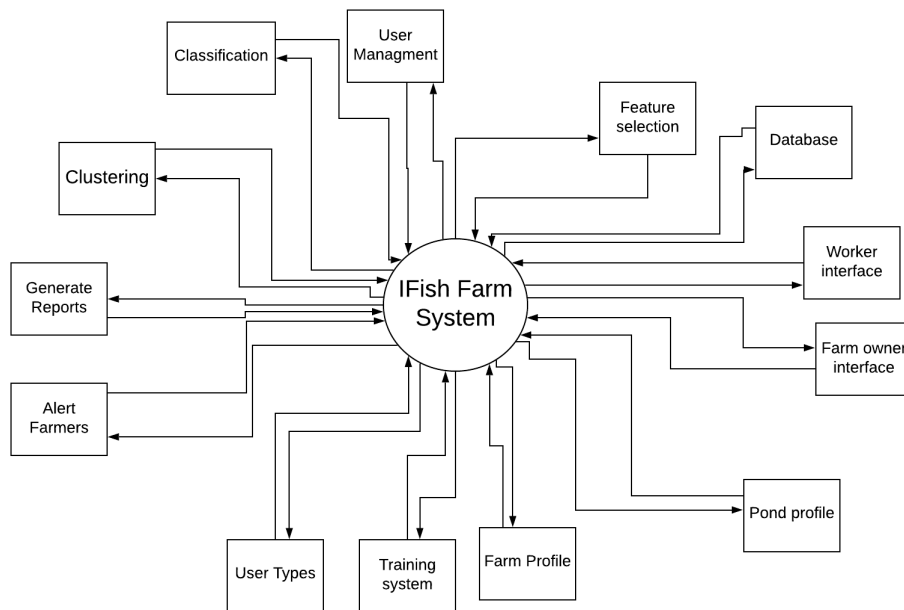 User
Managment
Classification
Feature
selection
Database
Clustering
Worker
interface
Generate
Reports
IFish Farm
System
Farm owner
interface
Alert
Farmers
Pond profile
User Types
Training
system
Farm Profile